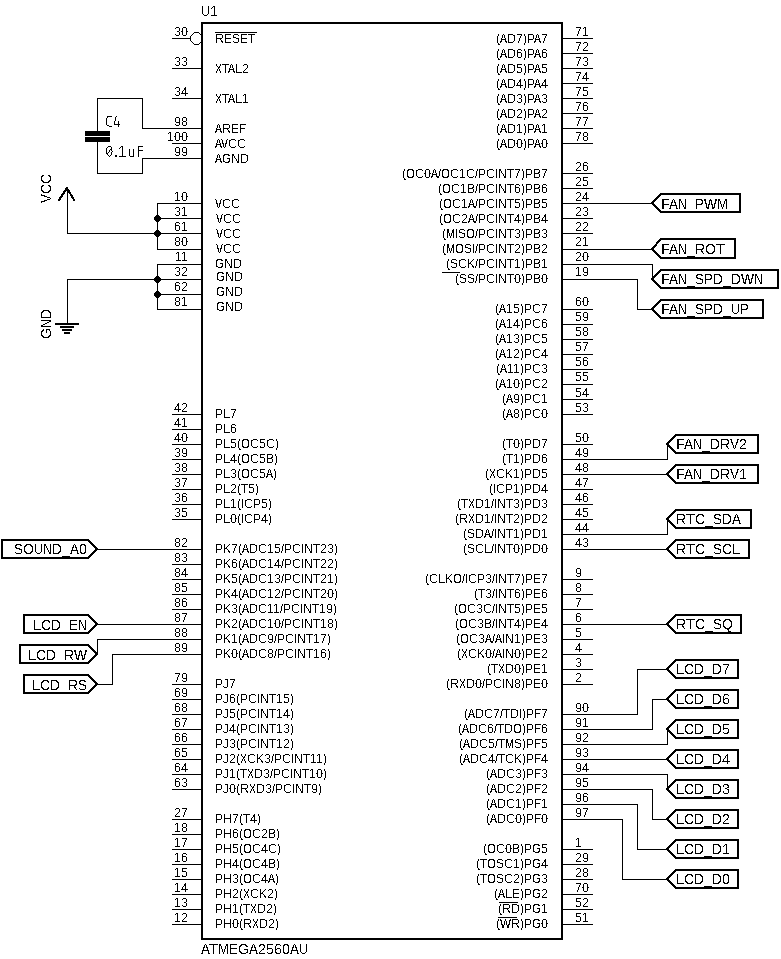 U1
30 RESET
33 XTAL2
34 XTAL1
98 AREF
100 AVCC
99 AGND
C4
0.1uF
VCC
10 VCC
31 VCC
61 VCC
80 VCC
11 GND
32 GND
62 GND
81 GND
GND
42 PL7
41 PL6
40 PL5(OC5C)
39 PL4(OC5B)
38 PL3(OC5A)
37 PL2(T5)
36 PL1(ICP5)
35 PL0(ICP4)
SOUND_A0 82 PK7(ADC15/PCINT23)
83 PK6(ADC14/PCINT22)
84 PK5(ADC13/PCINT21)
85 PK4(ADC12/PCINT20)
86 PK3(ADC11/PCINT19)
LCD_EN 87 PK2(ADC10/PCINT18)
LCD_RW 88 PK1(ADC9/PCINT17)
LCD_RS 89 PK0(ADC8/PCINT16)
79 PJ7
69 PJ6(PCINT15)
68 PJ5(PCINT14)
67 PJ4(PCINT13)
66 PJ3(PCINT12)
65 PJ2(XCK3/PCINT11)
64 PJ1(TXD3/PCINT10)
63 PJ0(RXD3/PCINT9)
27 PH7(T4)
18 PH6(OC2B)
17 PH5(OC4C)
16 PH4(OC4B)
15 PH3(OC4A)
14 PH2(XCK2)
13 PH1(TXD2)
12 PH0(RXD2)
(AD7)PA7 71
(AD6)PA6 72
(AD5)PA5 73
(AD4)PA4 74
(AD3)PA3 75
(AD2)PA2 76
(AD1)PA1 77
(AD0)PA0 78
(OC0A/OC1C/PCINT7)PB7 26
(OC1B/PCINT6)PB6 25
(OC1A/PCINT5)PB5 24 FAN_PWM
(OC2A/PCINT4)PB4 23
(MISO/PCINT3)PB3 22
(MOSI/PCINT2)PB2 21 FAN_ROT
(SCK/PCINT1)PB1 20 FAN_SPD_DWN
(SS/PCINT0)PB0 19 FAN_SPD_UP
(A15)PC7 60
(A14)PC6 59
(A13)PC5 58
(A12)PC4 57
(A11)PC3 56
(A10)PC2 55
(A9)PC1 54
(A8)PC0 53
(T0)PD7 50
(T1)PD6 49 FAN_DRV2
(XCK1)PD5 48 FAN_DRV1
(ICP1)PD4 47
(TXD1/INT3)PD3 46
(RXD1/INT2)PD2 45
(SDA/INT1)PD1 44 RTC_SDA
(SCL/INT0)PD0 43 RTC_SCL
(CLKO/ICP3/INT7)PE7 9
(T3/INT6)PE6 8
(OC3C/INT5)PE5 7
(OC3B/INT4)PE4 6 RTC_SQ
(OC3A/AIN1)PE3 5
(XCK0/AIN0)PE2 4
(TXD0)PE1 3
(RXD0/PCIN8)PE0 2
(ADC7/TDI)PF7 90 LCD_D7
(ADC6/TDO)PF6 91 LCD_D6
(ADC5/TMS)PF5 92 LCD_D5
(ADC4/TCK)PF4 93 LCD_D4
(ADC3)PF3 94 LCD_D3
(ADC2)PF2 95 LCD_D2
(ADC1)PF1 96 LCD_D1
(ADC0)PF0 97 LCD_D0
(OC0B)PG5 1
(TOSC1)PG4 29
(TOSC2)PG3 28
(ALE)PG2 70
(RD)PG1 52
(WR)PG0 51
ATMEGA2560AU